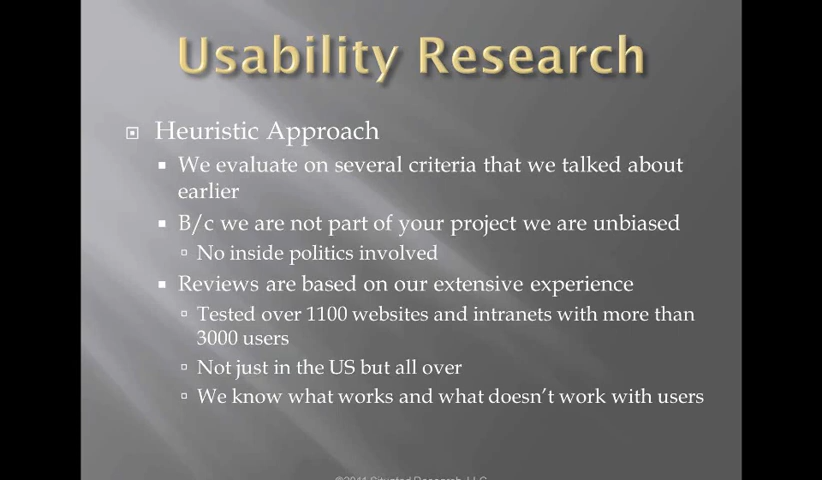 Usability Research
Heuristic Approach
We evaluate on several criteria that we talked about
earlier
B/c we are not part of your project we are unbiased
No inside politics involved
Reviews are based on our extensive experience
Tested over 1100 websites and intranets with more than
3000 users
Not just in the US but all over
We know what works and what doesn't work with users
Situated Research, LLC